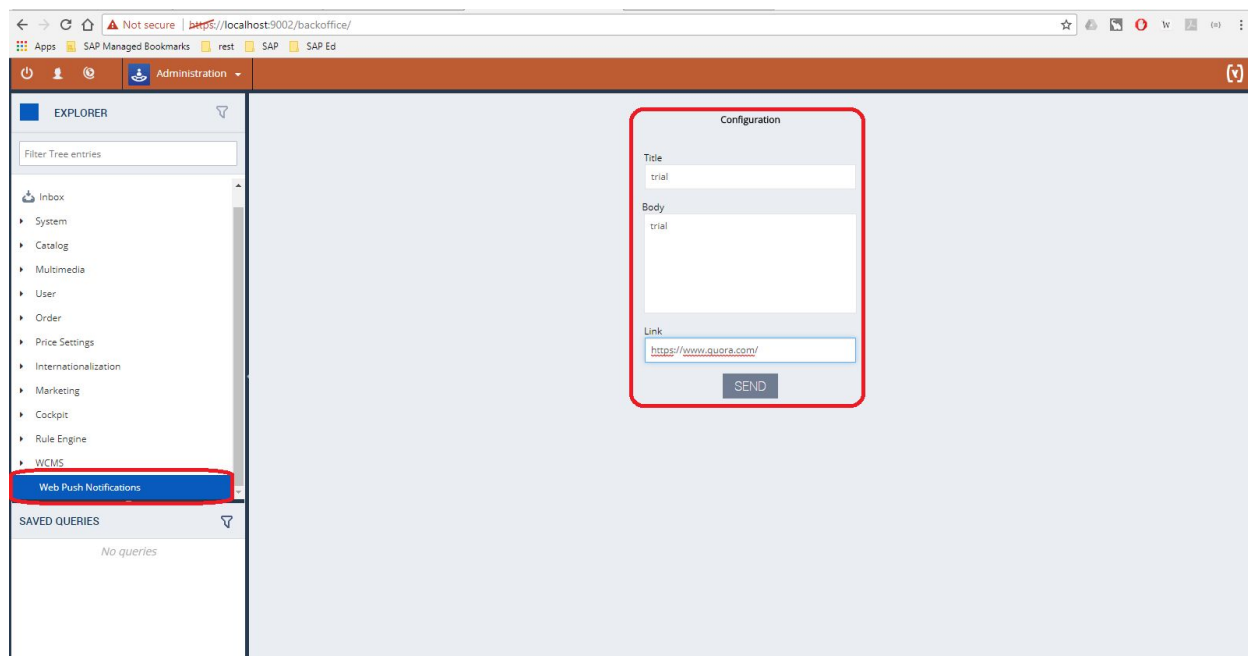 Not secure | https://localhost:9002/backoffice/
Apps SAP Managed Bookmarks rest SAP SAP Ed
Administration
EXPLORER
Filter Tree entries
Inbox
System
Catalog
Multimedia
User
Order
Price Settings
Internationalization
Marketing
Cockpit
Rule Engine
WCMS
Web Push Notifications
SAVED QUERIES
No queries
Configuration
Title
trial
Body
trial
Link
https://www.quora.com/
SEND